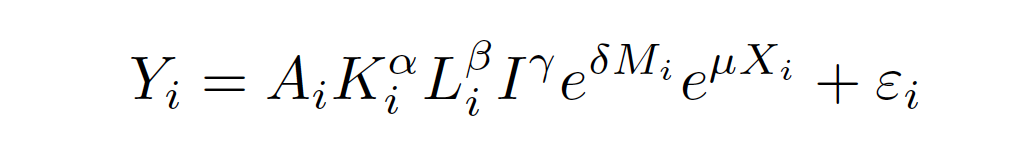 Y_i = A_i K_i^α L_i^β I^γ e^{δM_i} e^{μX_i} + ε_i